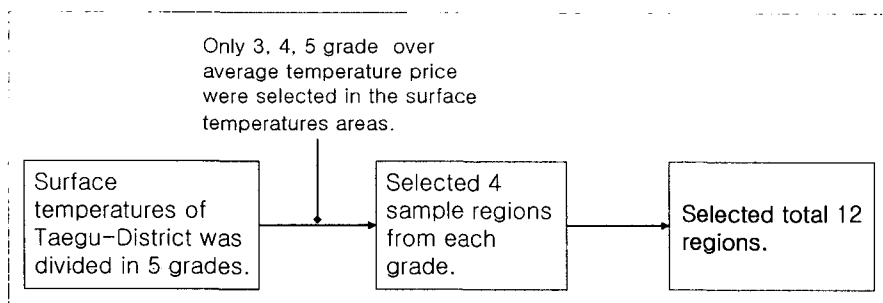 Only 3, 4, 5 grade over
average temperature price
were selected in the surface
temperatures areas.
Surface
temperatures of
Taegu-District was
divided in 5 grades.
Selected 4
sample regions
from each
grade.
Selected total 12
regions.